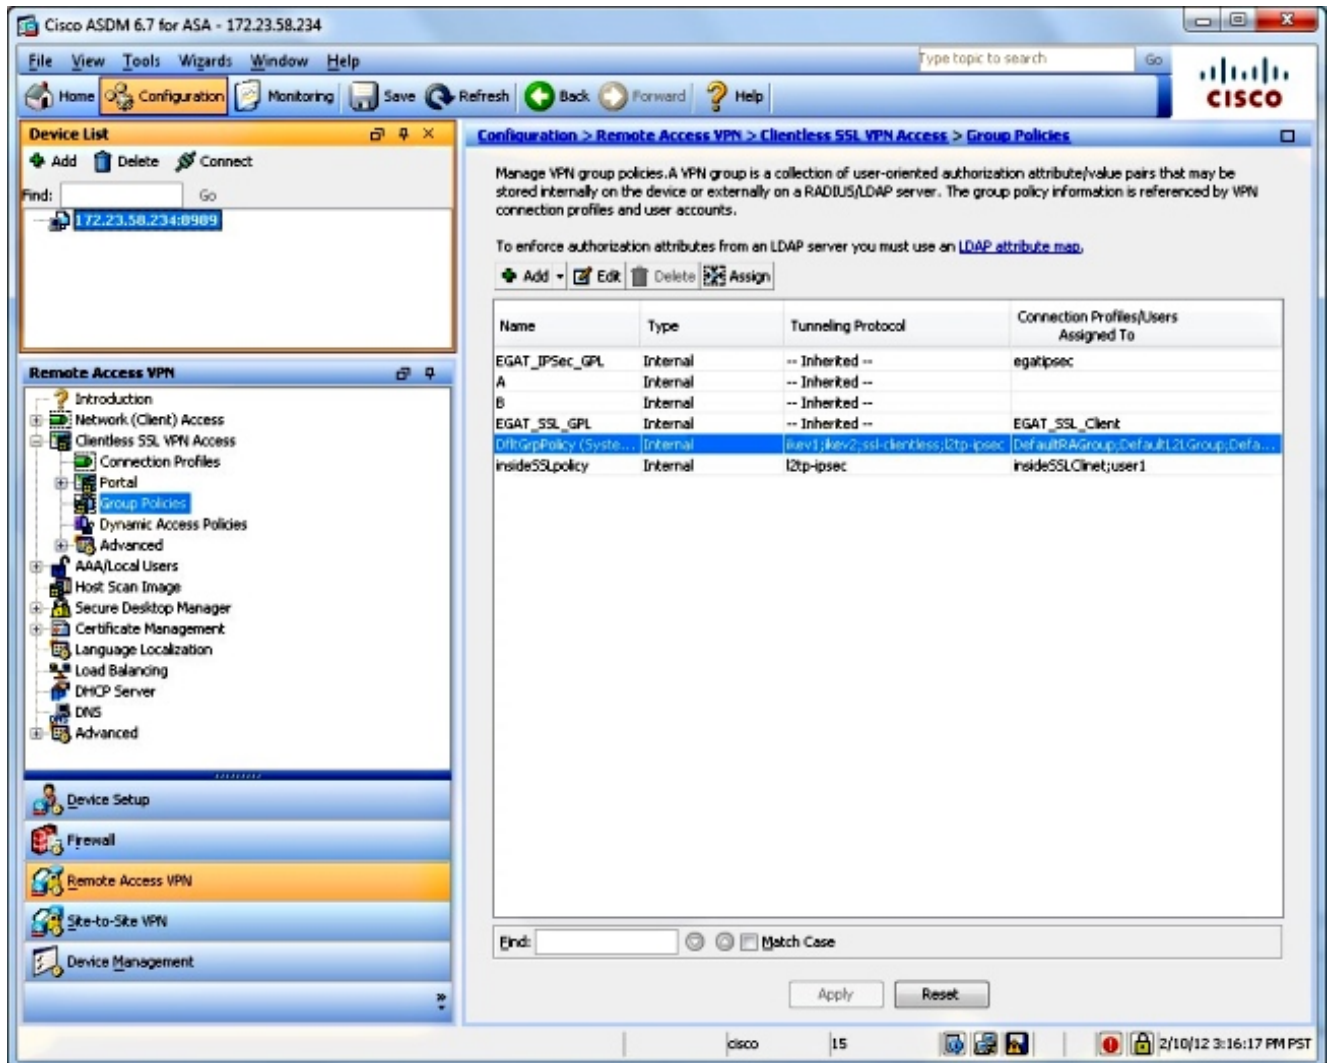 Cisco ASDM 6.7 for ASA - 172.23.58.234
File View Tools Wizards Window Help
Type topic to search Go
Home Configuration Monitoring Save Refresh Back Forward Help
CISCO
Device List
Add Delete Connect
Find: Go
172.23.58.234:8989
Remote Access VPN
Introduction
Network (Client) Access
Clientless SSL VPN Access
Connection Profiles
Portal
Group Policies
Dynamic Access Policies
Advanced
AAA/Local Users
Host Scan Image
Secure Desktop Manager
Certificate Management
Language Localization
Load Balancing
DHCP Server
DNS
Advanced
Device Setup
Firewall
Remote Access VPN
Site-to-Site VPN
Device Management
Configuration > Remote Access VPN > Clientless SSL VPN Access > Group Policies
Manage VPN group policies.A VPN group is a collection of user-oriented authorization attribute/value pairs that may be
stored internally on the device or externally on a RADIUS/LDAP server. The group policy information is referenced by VPN
connection profiles and user accounts.
To enforce authorization attributes from an LDAP server you must use an LDAP attribute map.
Add Edit Delete Assign
Name Type Tunneling Protocol Connection Profiles/Users
Assigned To
EGAT_IPSec_GPL Internal -- Inherited -- egatipsec
A Internal -- Inherited --
B Internal -- Inherited --
EGAT_SSL_GPL Internal -- Inherited -- EGAT_SSL_Client
DfltGrpPolicy (Syste... Internal ikev1;ikev2;ssl-clientless;l2tp-ipsec DefaultRAGroup;DefaultL2LGroup;Defa...
insideSSLpolicy Internal l2tp-ipsec insideSSLClinet;user1
Find: Match Case
Apply Reset
cisco 15 2/10/12 3:16:17 PM PST